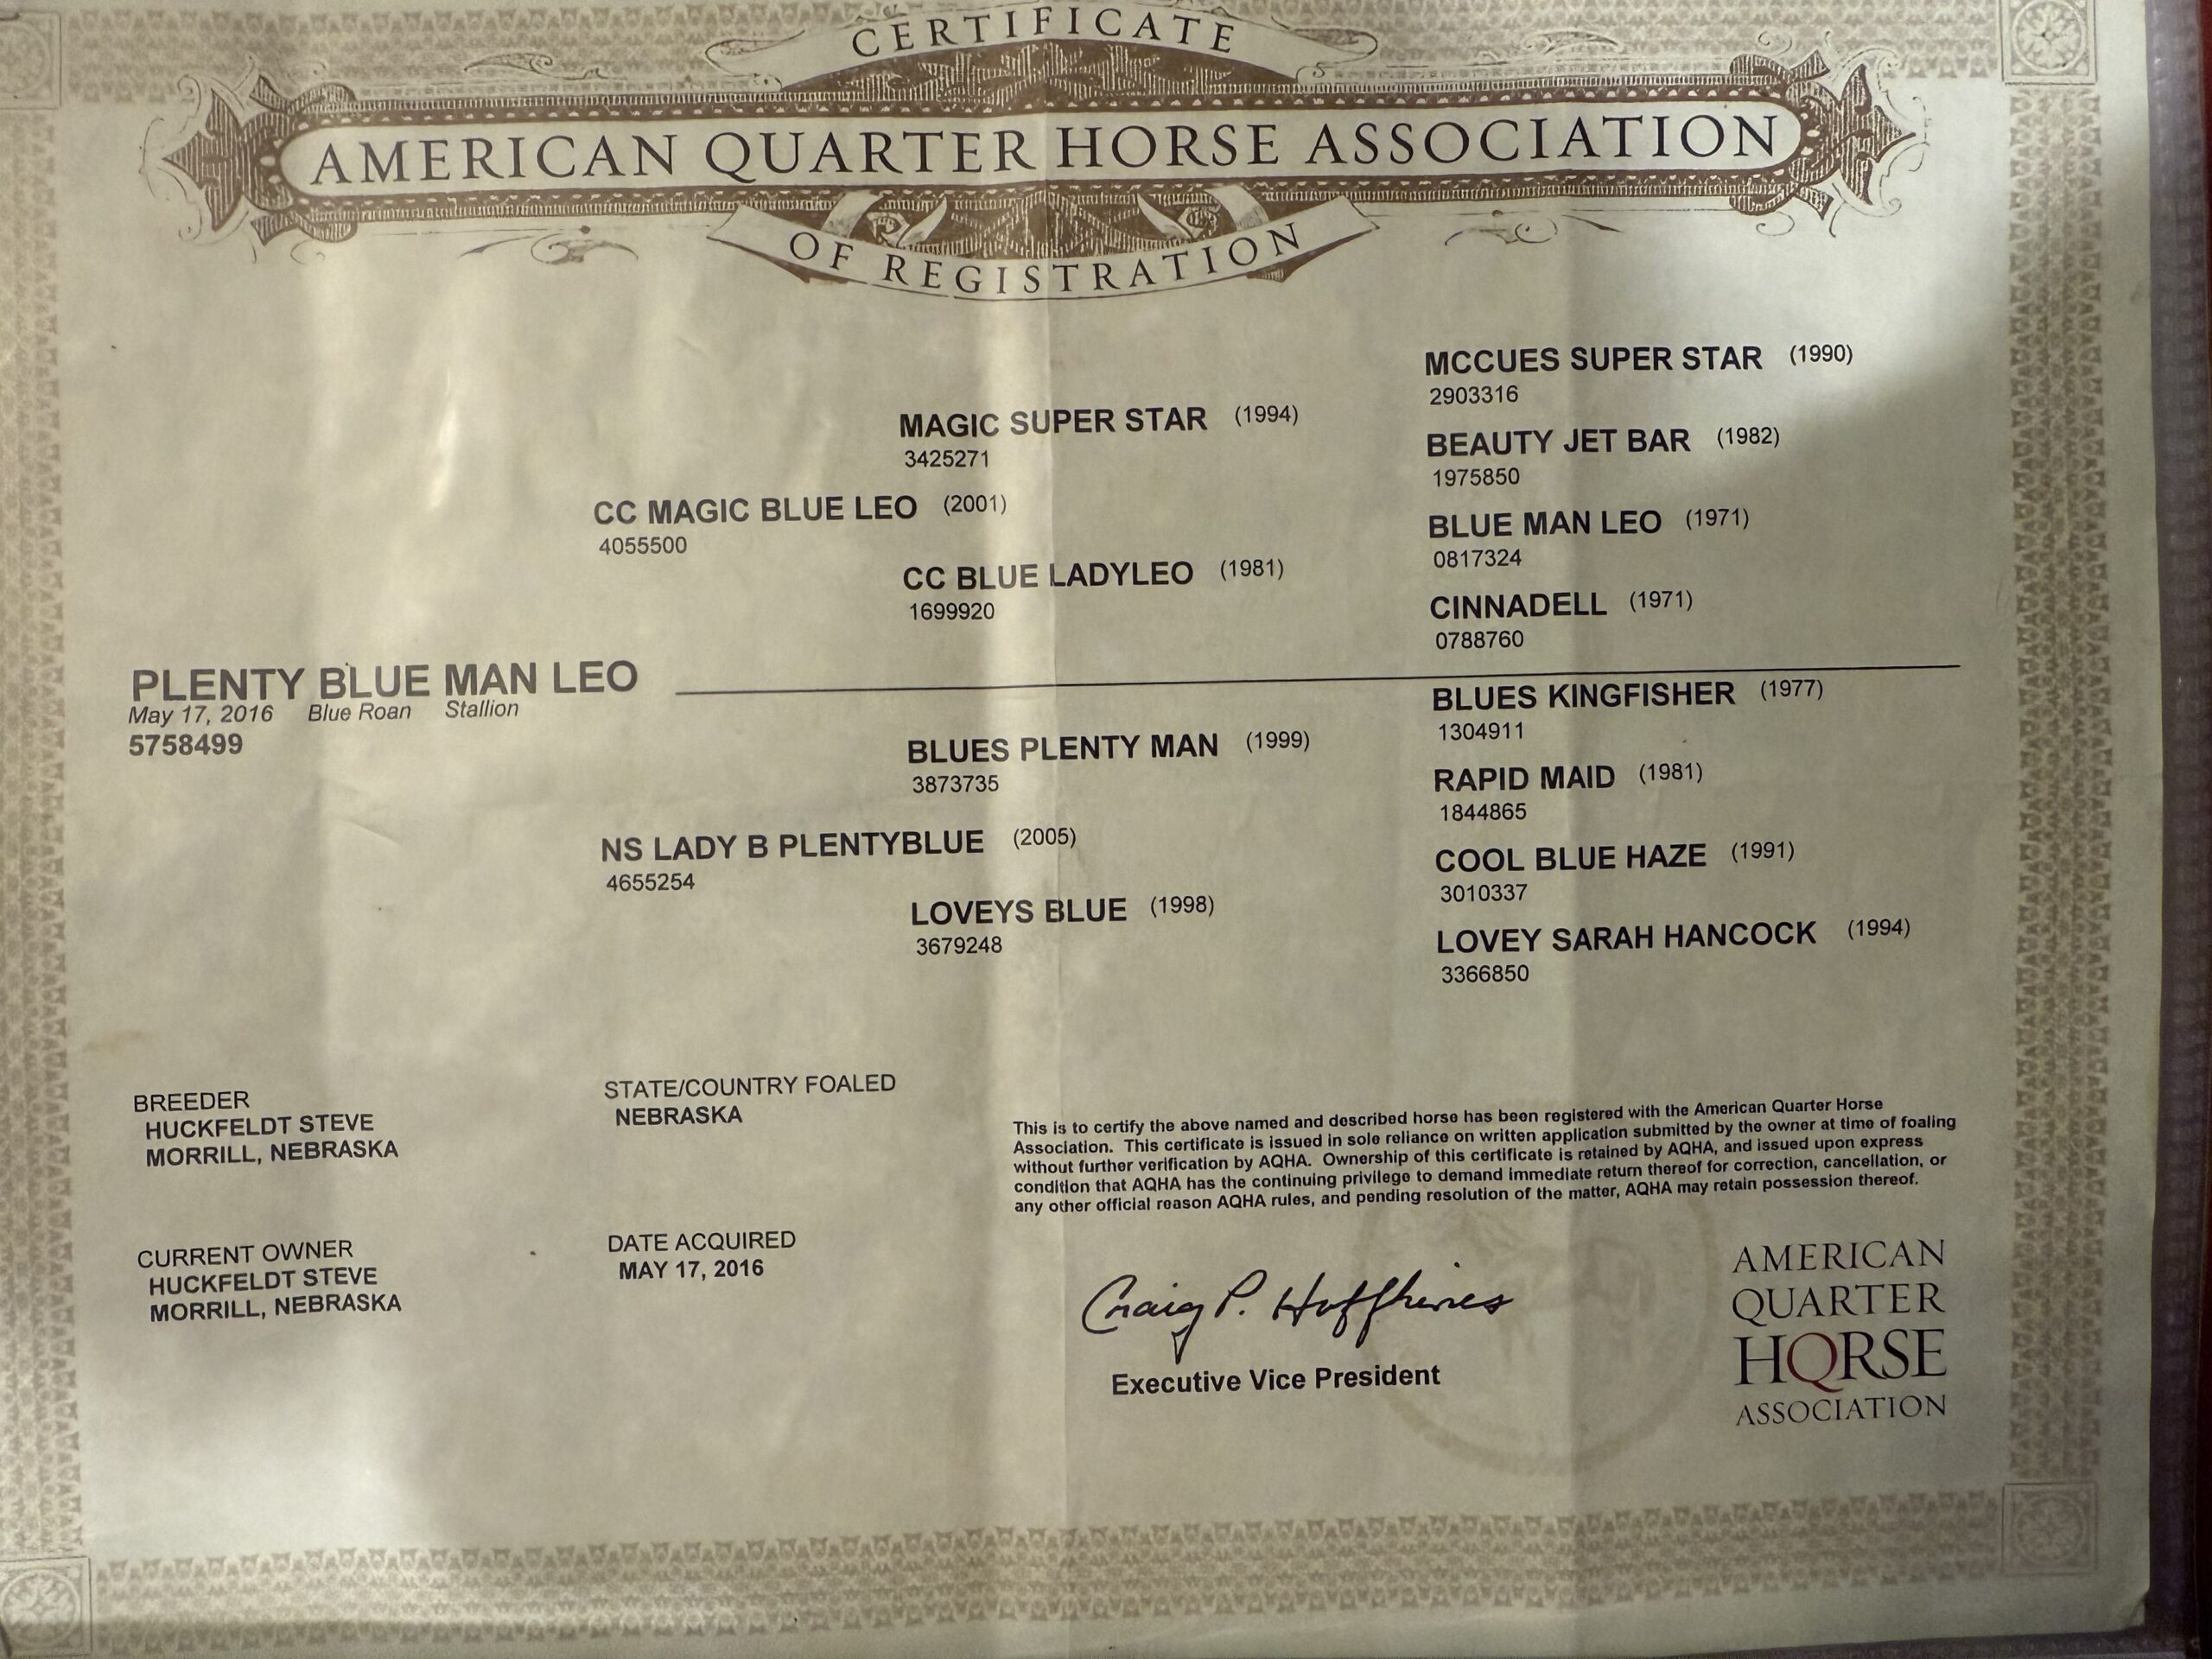 CERTIFICATE
AMERICAN QUARTER HORSE ASSOCIATION
OF REGISTRATION
MCCUES SUPER STAR (1990)
2903316
MAGIC SUPER STAR (1994)
3425271
BEAUTY JET BAR (1982)
1975850
CC MAGIC BLUE LEO (2001)
4055500
BLUE MAN LEO (1971)
0817324
CC BLUE LADYLEO (1981)
1699920
CINNADELL (1971)
0788760
PLENTY BLUE MAN LEO
May 17, 2016 Blue Roan Stallion
5758499
BLUES KINGFISHER (1977)
1304911
BLUES PLENTY MAN (1999)
3873735
RAPID MAID (1981)
1844865
NS LADY B PLENTYBLUE (2005)
4655254
COOL BLUE HAZE (1991)
3010337
LOVEYS BLUE (1998)
3679248
LOVEY SARAH HANCOCK (1994)
3366850
BREEDER
HUCKFELDT STEVE
MORRILL, NEBRASKA
STATE/COUNTRY FOALED
NEBRASKA
This is to certify the above named and described horse has been registered with the American Quarter Horse
Association. This certificate is issued in sole reliance on written application submitted by the owner at time of foaling
without further verification by AQHA. Ownership of this certificate is retained by AQHA, and issued upon express
condition that AQHA has the continuing privilege to demand immediate return thereof for correction, cancellation, or
any other official reason AQHA rules, and pending resolution of the matter, AQHA may retain possession thereof.
CURRENT OWNER
HUCKFELDT STEVE
MORRILL, NEBRASKA
DATE ACQUIRED
MAY 17, 2016
Craig P. Huffhines
Executive Vice President
AMERICAN
QUARTER
HORSE
ASSOCIATION